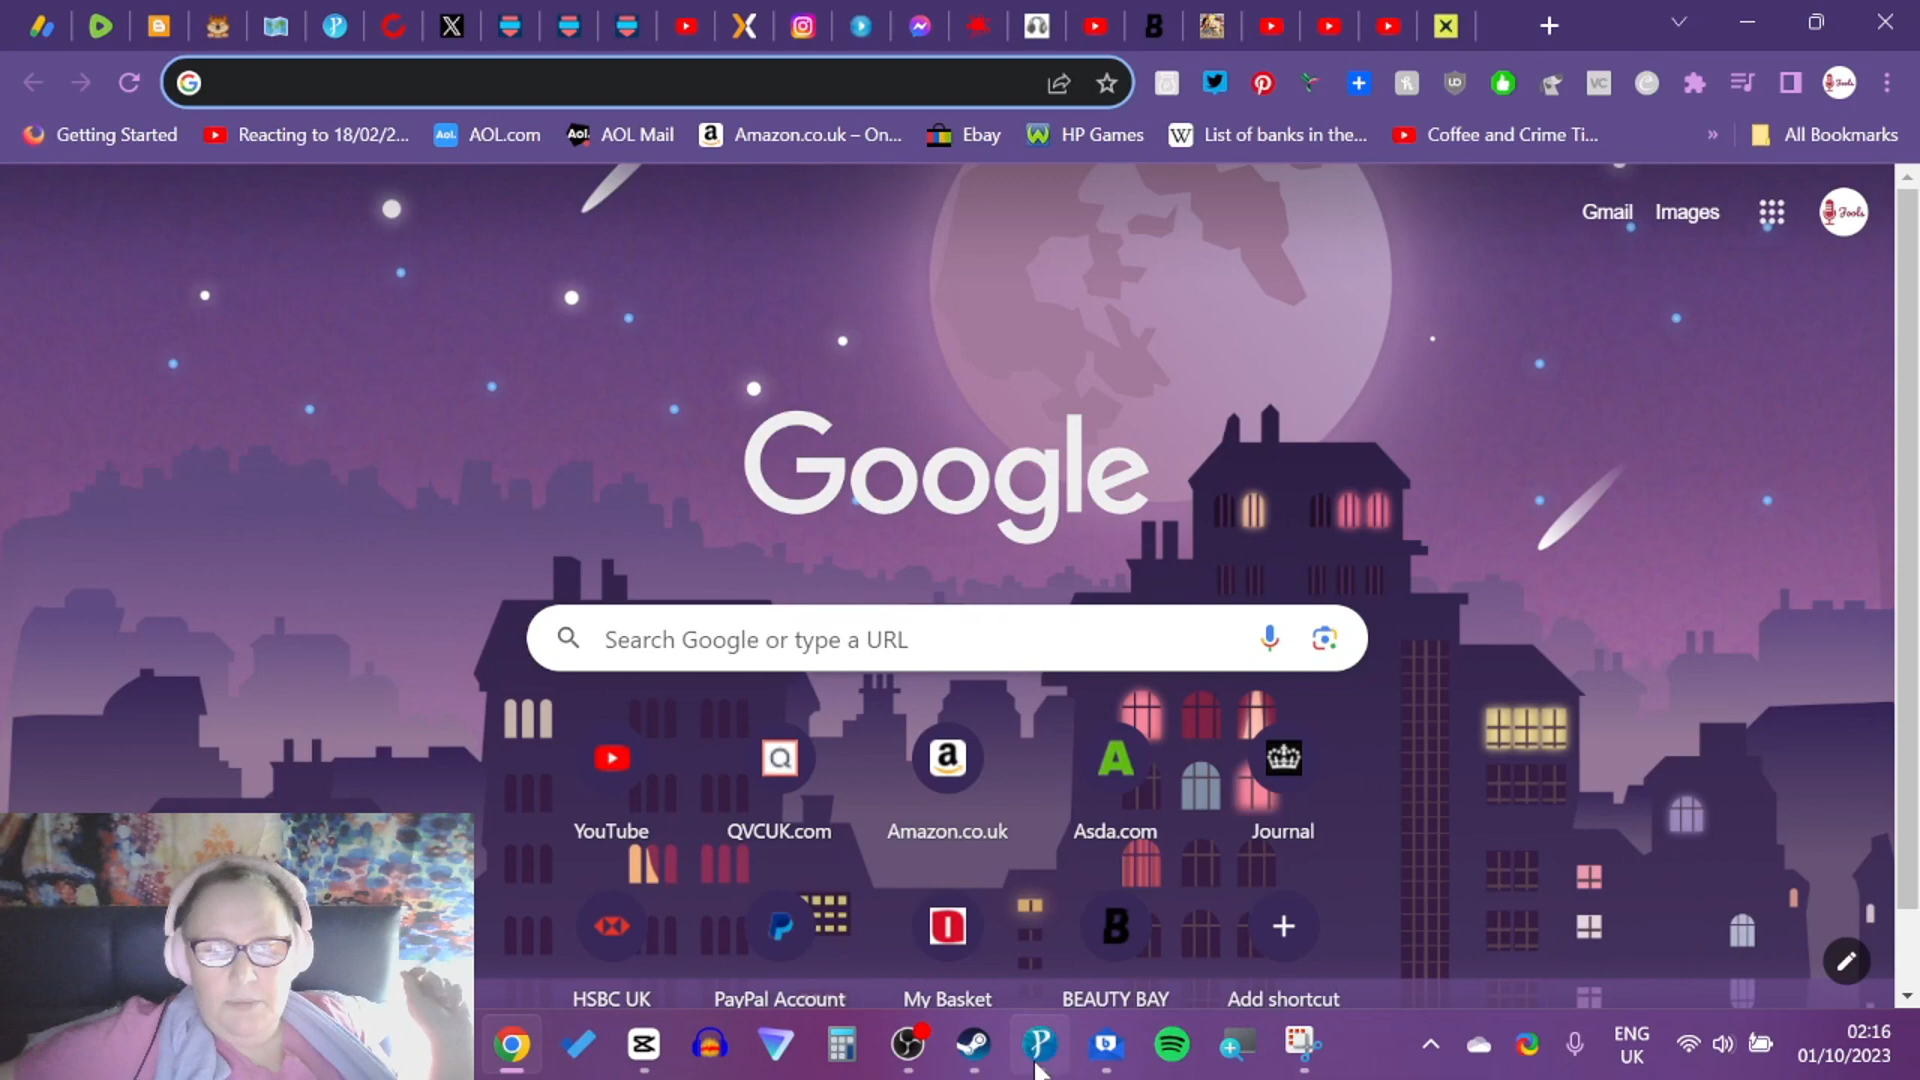 Getting Started
Reacting to 18/02/2...
AOL.com
AOL Mail
Amazon.co.uk – On...
Ebay
HP Games
List of banks in the...
Coffee and Crime Ti...
»
All Bookmarks
Gmail
Images
Fools
Google
Search Google or type a URL
YouTube
QVCUK.com
Amazon.co.uk
Asda.com
Journal
HSBC UK
PayPal Account
My Basket
BEAUTY BAY
Add shortcut
ENG
UK
02:16
01/10/2023